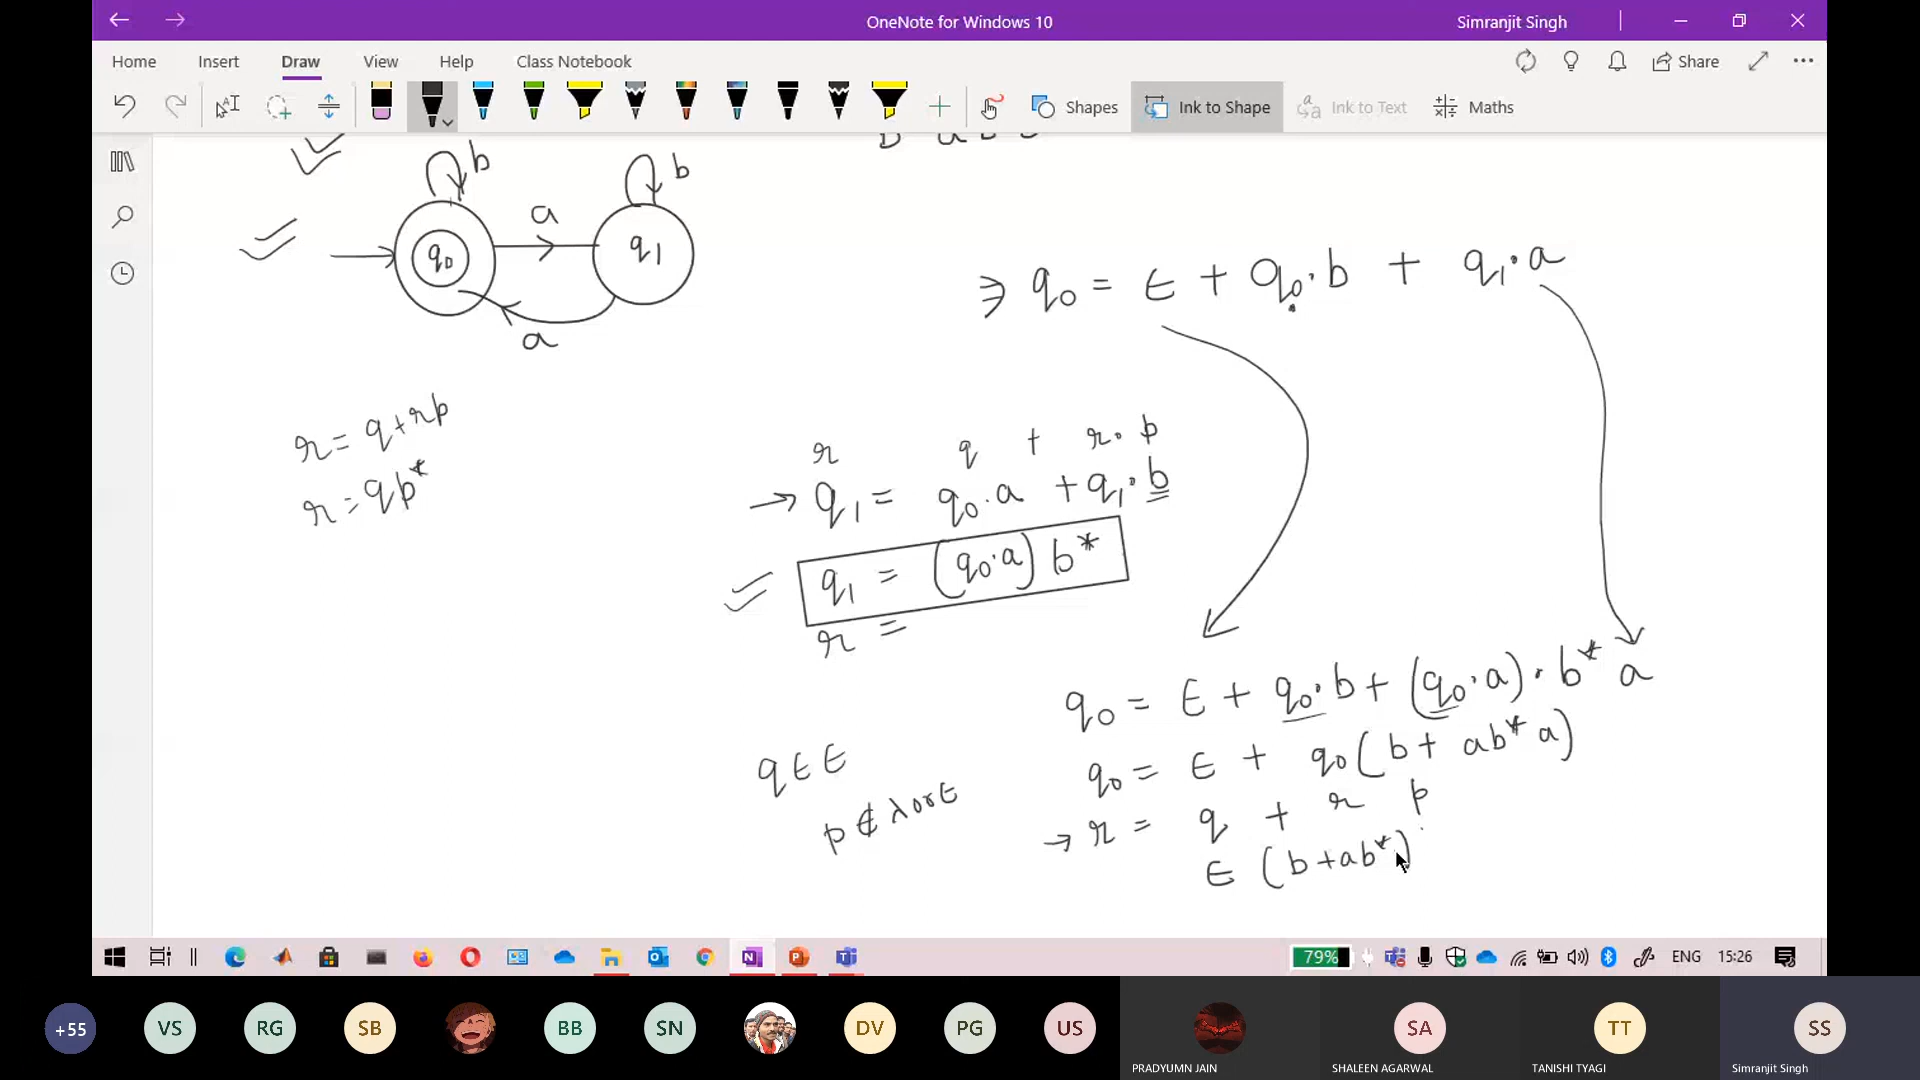 OneNote for Windows 10
Simranjit Singh
Home Insert Draw View Help Class Notebook
Share
Shapes
Ink to Shape
Ink to Text
Maths
b
b
q0
a
q1
a
⇒ q0 = ε + q0·b + q1·a
r = q + rp
r = qp*
r q + r· p
→ q1 = q0·a + q1·b
q1 = (q0·a) b*
r =
q0 = ε + q0·b + (q0·a)·b* a
q0 = ε + q0(b + ab* a)
→ r = q + r p
ε (b + ab*)
q ∈ ε
p ∉ λ or ε
79%
ENG
15:26
+55
VS
RG
SB
BB
SN
DV
PG
US
SA
TT
SS
PRADYUMN JAIN
SHALEEN AGARWAL
TANISHI TYAGI
Simranjit Singh